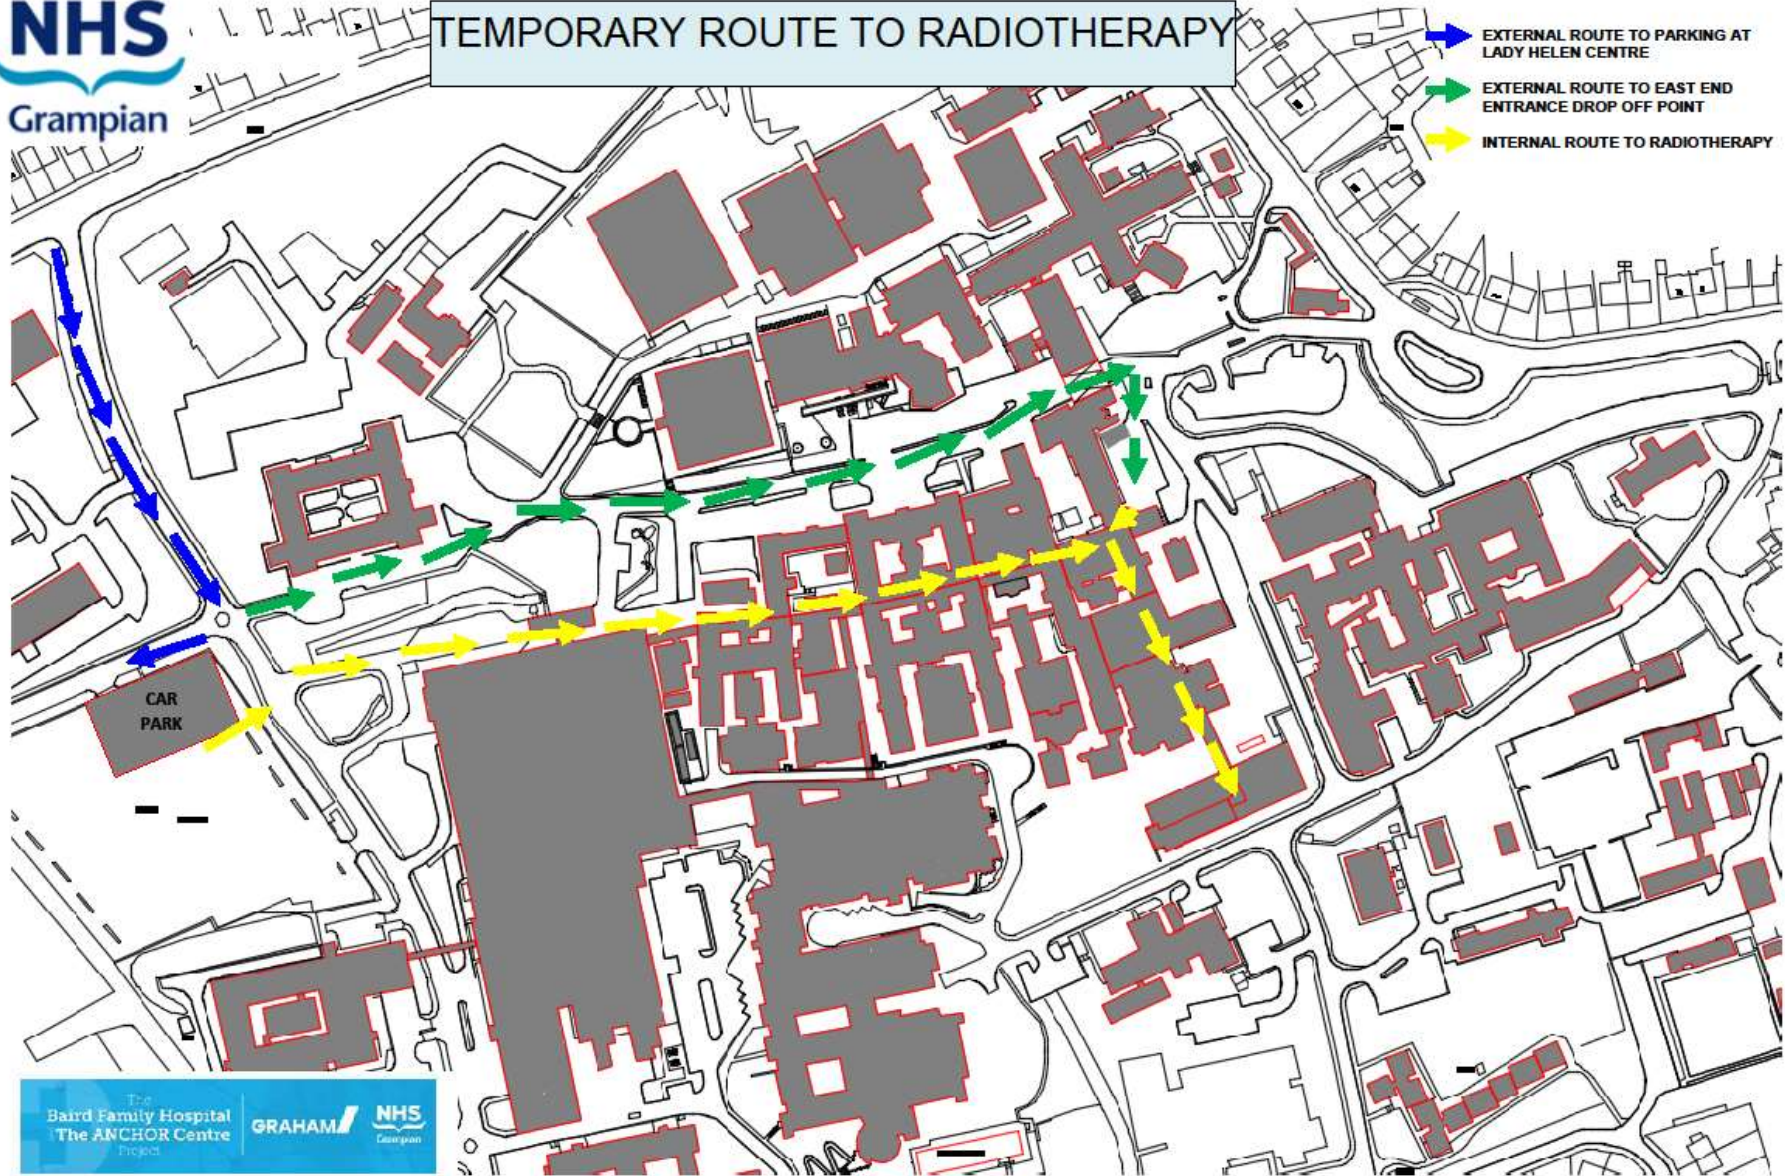 NHS
Grampian
TEMPORARY ROUTE TO RADIOTHERAPY
EXTERNAL ROUTE TO PARKING AT
LADY HELEN CENTRE
EXTERNAL ROUTE TO EAST END
ENTRANCE DROP OFF POINT
INTERNAL ROUTE TO RADIOTHERAPY
CAR
PARK
The
Baird Family Hospital
The ANCHOR Centre
Project
GRAHAM
NHS
Grampian